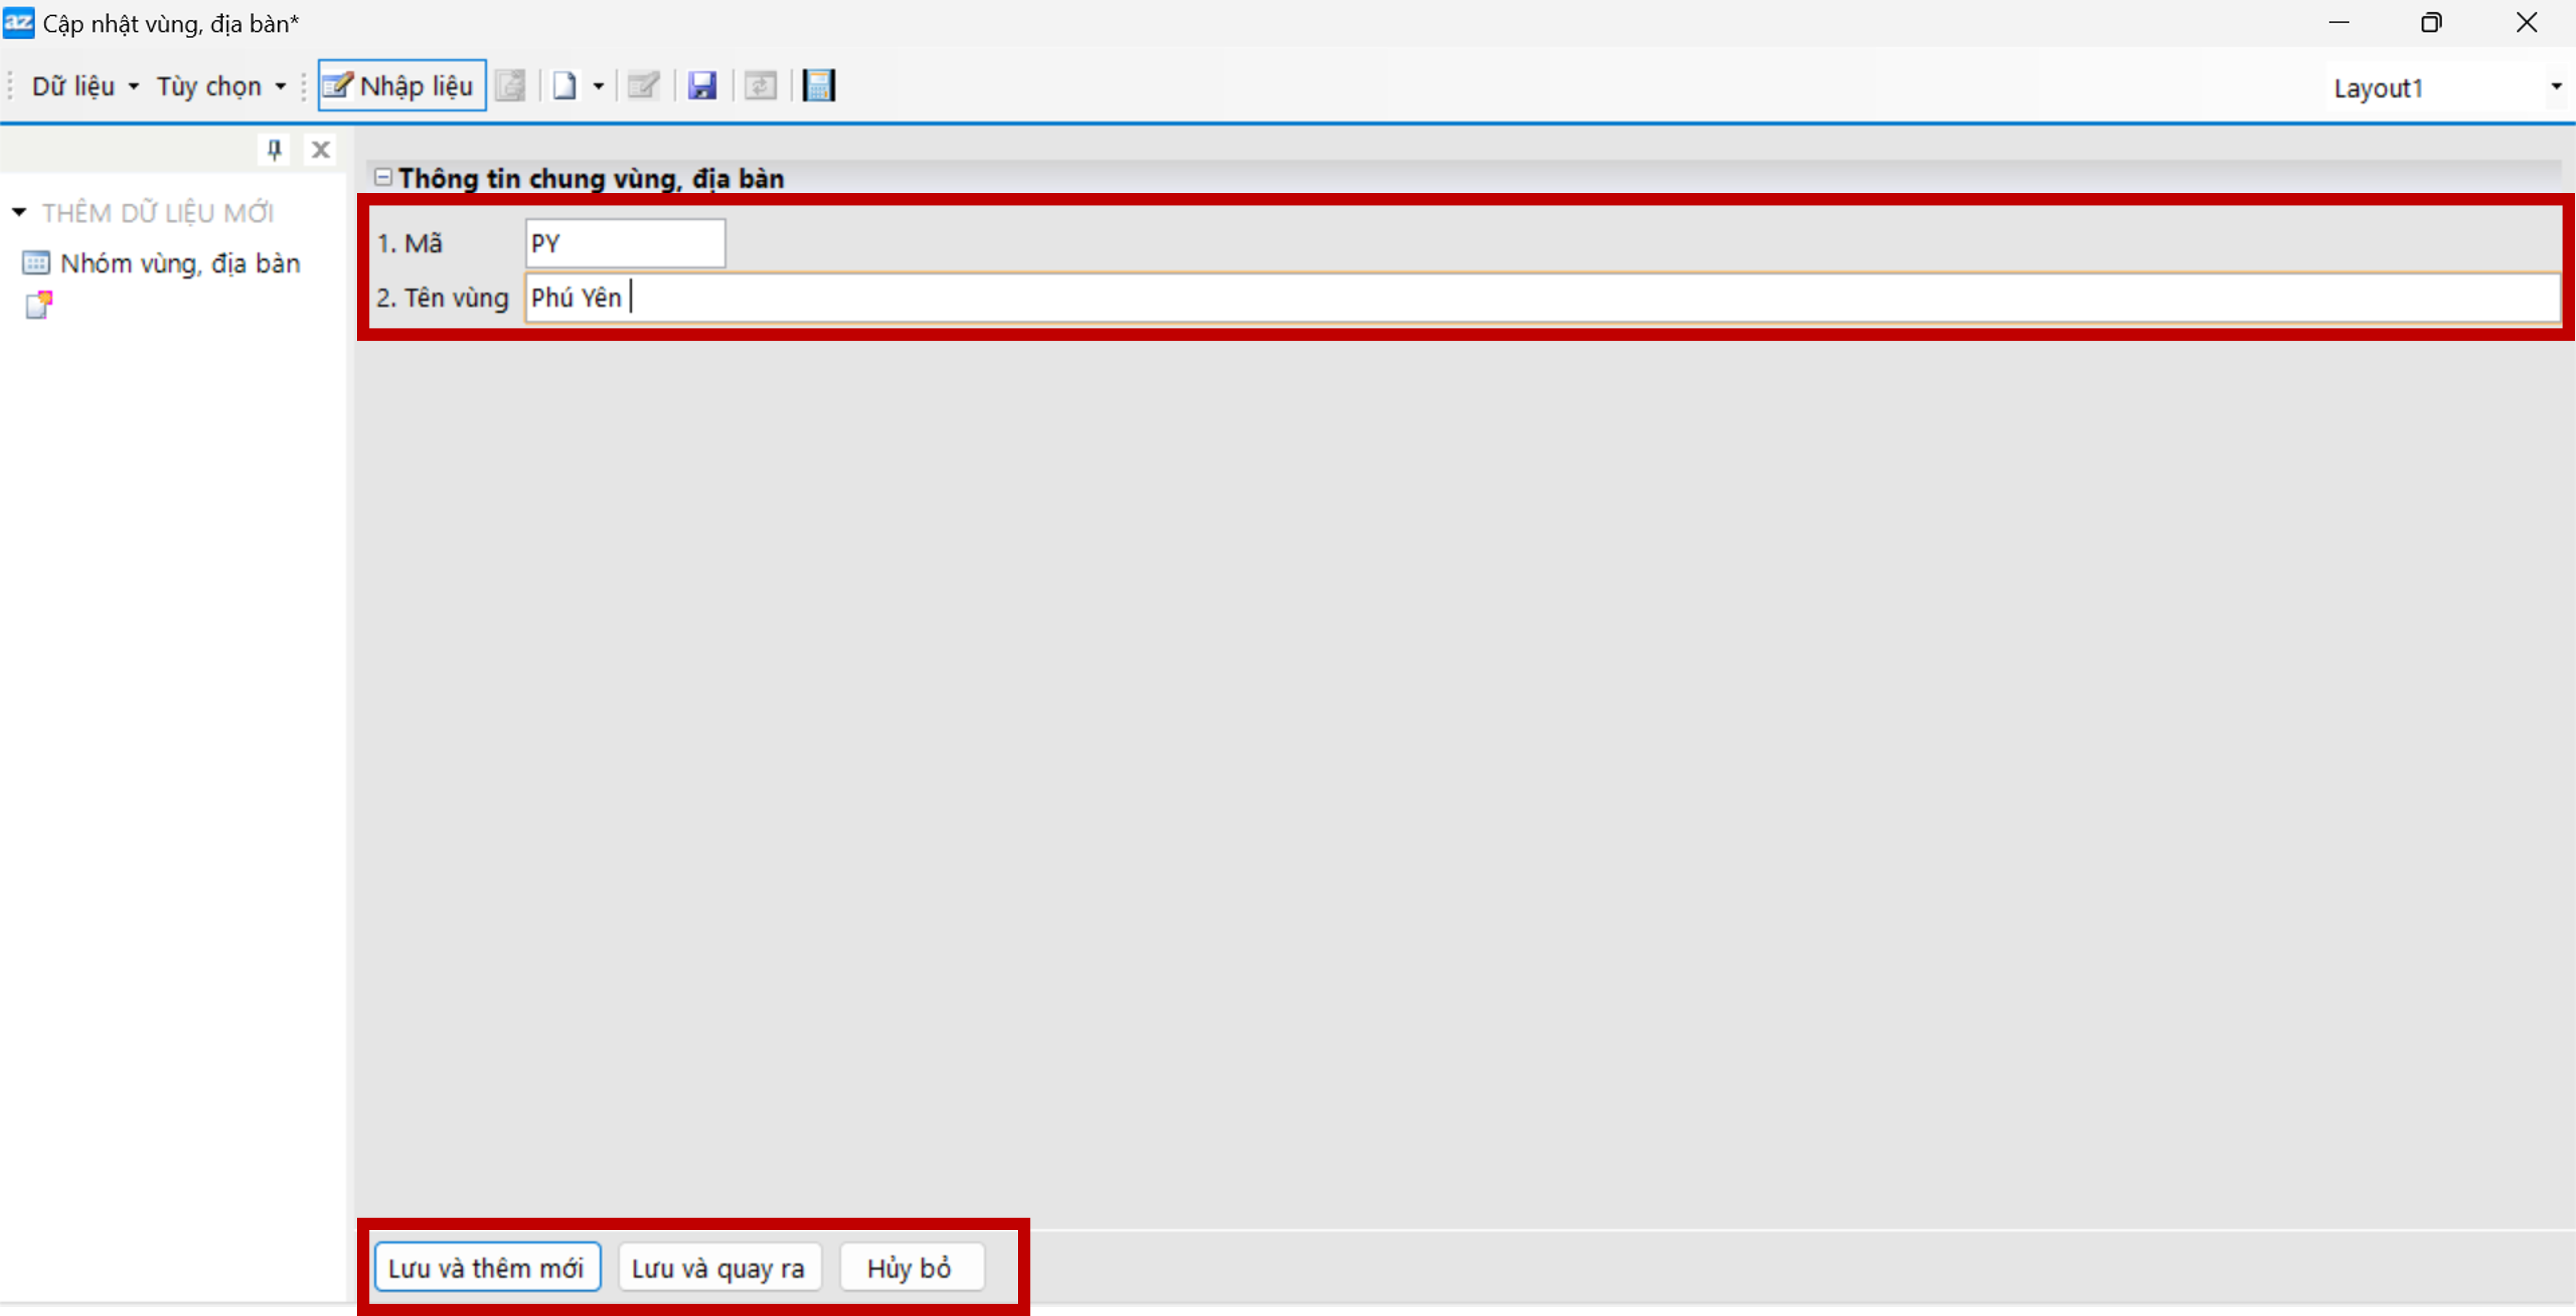 az Cập nhật vùng, địa bàn*
Dữ liệu Tùy chọn Nhập liệu Layout1
THÊM DỮ LIỆU MỚI
Nhóm vùng, địa bàn
Thông tin chung vùng, địa bàn
1. Mã PY
2. Tên vùng Phú Yên
Lưu và thêm mới Lưu và quay ra Hủy bỏ